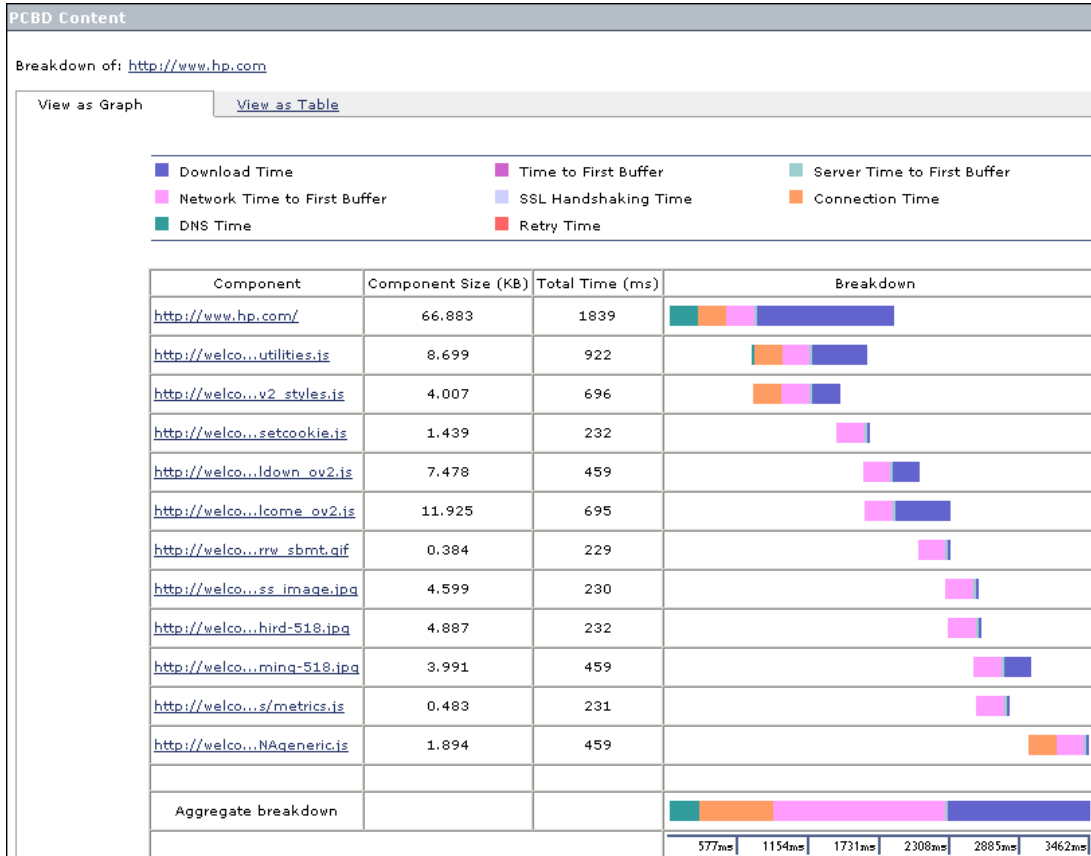 PCBD Content
Breakdown of: http://www.hp.com
View as Graph View as Table
Download Time Time to First Buffer Server Time to First Buffer
Network Time to First Buffer SSL Handshaking Time Connection Time
DNS Time Retry Time
Component Component Size (KB) Total Time (ms) Breakdown
http://www.hp.com/ 66.883 1839
http://welco...utilities.js 8.699 922
http://welco...v2_styles.js 4.007 696
http://welco...setcookie.js 1.439 232
http://welco...ldown_ov2.js 7.478 459
http://welco...lcome_ov2.js 11.925 695
http://welco...rrw_sbmt.gif 0.384 229
http://welco...ss_image.jpg 4.599 230
http://welco...hird-518.jpg 4.887 232
http://welco...ming-518.jpg 3.991 459
http://welco...s/metrics.js 0.483 231
http://welco...NAgeneric.js 1.894 459
Aggregate breakdown
577ms 1154ms 1731ms 2308ms 2885ms 3462ms